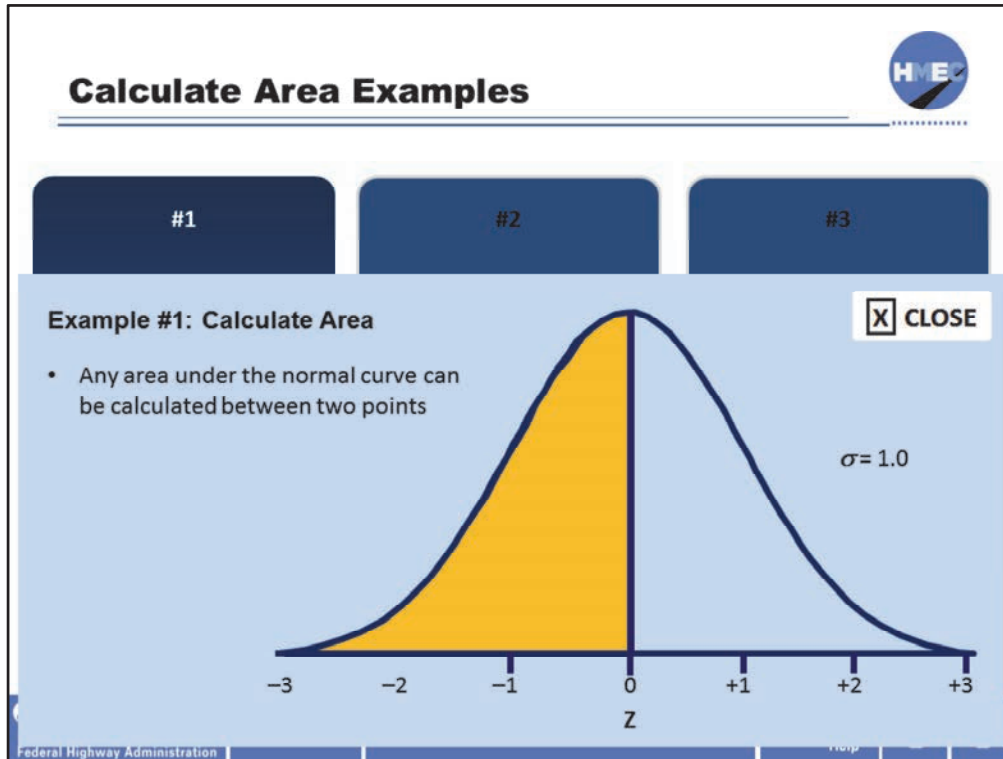 Calculate Area Examples
HMEC
#1
#2
#3
Example #1: Calculate Area
X CLOSE
• Any area under the normal curve can
be calculated between two points
σ= 1.0
–3 –2 –1 0 +1 +2 +3
Z
Federal Highway Administration
Help